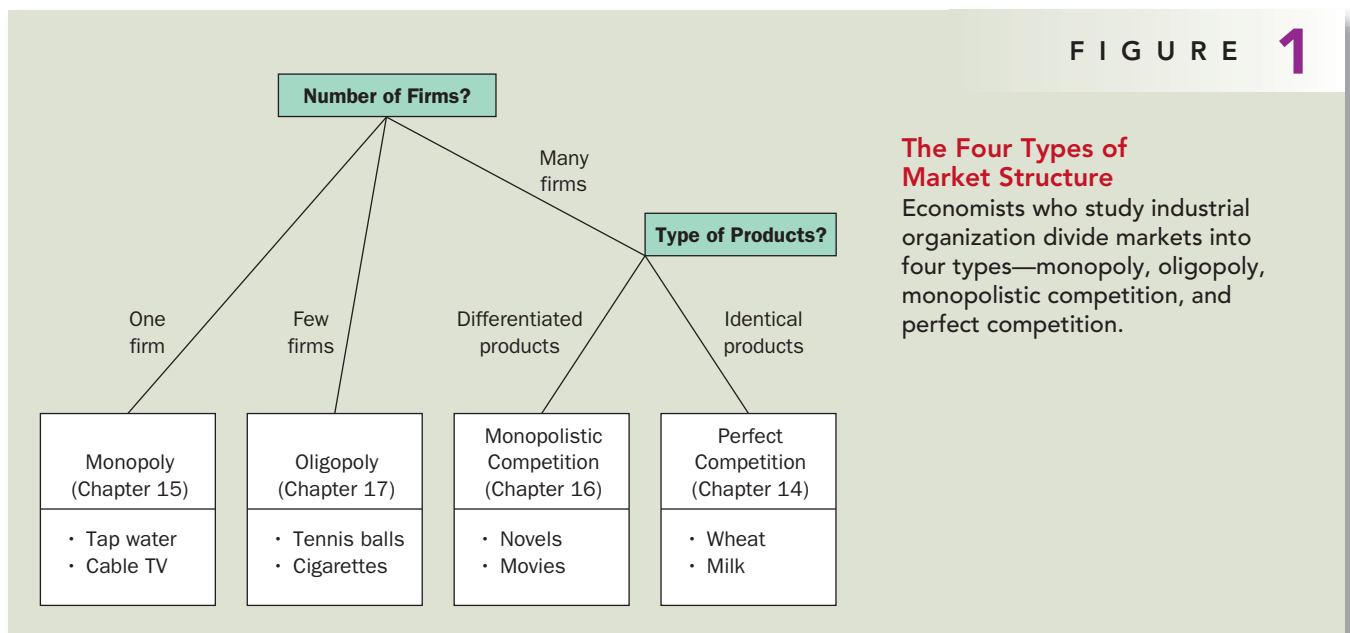 FIGURE 1
The Four Types of
Market Structure
Economists who study industrial
organization divide markets into
four types—monopoly, oligopoly,
monopolistic competition, and
perfect competition.
Number of Firms?
Many
firms
Type of Products?
One
firm
Few
firms
Differentiated
products
Identical
products
Monopoly
(Chapter 15)
• Tap water
• Cable TV
Oligopoly
(Chapter 17)
• Tennis balls
• Cigarettes
Monopolistic
Competition
(Chapter 16)
• Novels
• Movies
Perfect
Competition
(Chapter 14)
• Wheat
• Milk